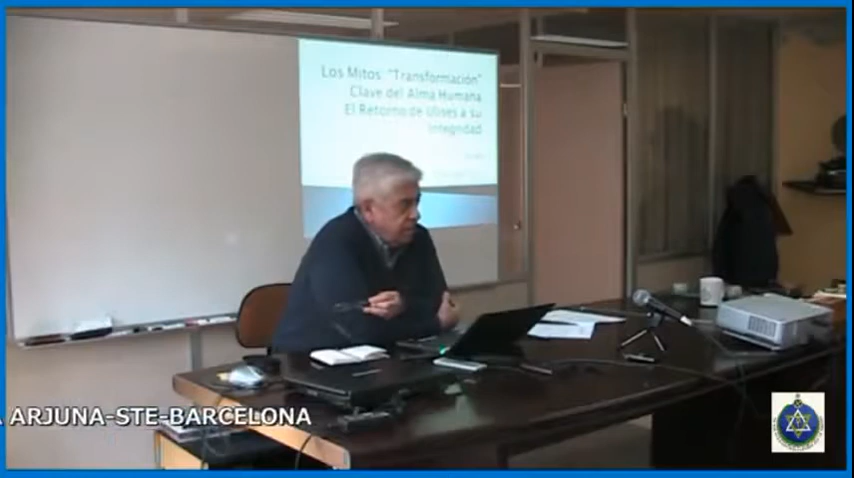 Los Mitos: "Transformación"
Clave del Alma Humana
El Retorno de Ulises a su
Integridad
A ARJUNA-STE-BARCELONA